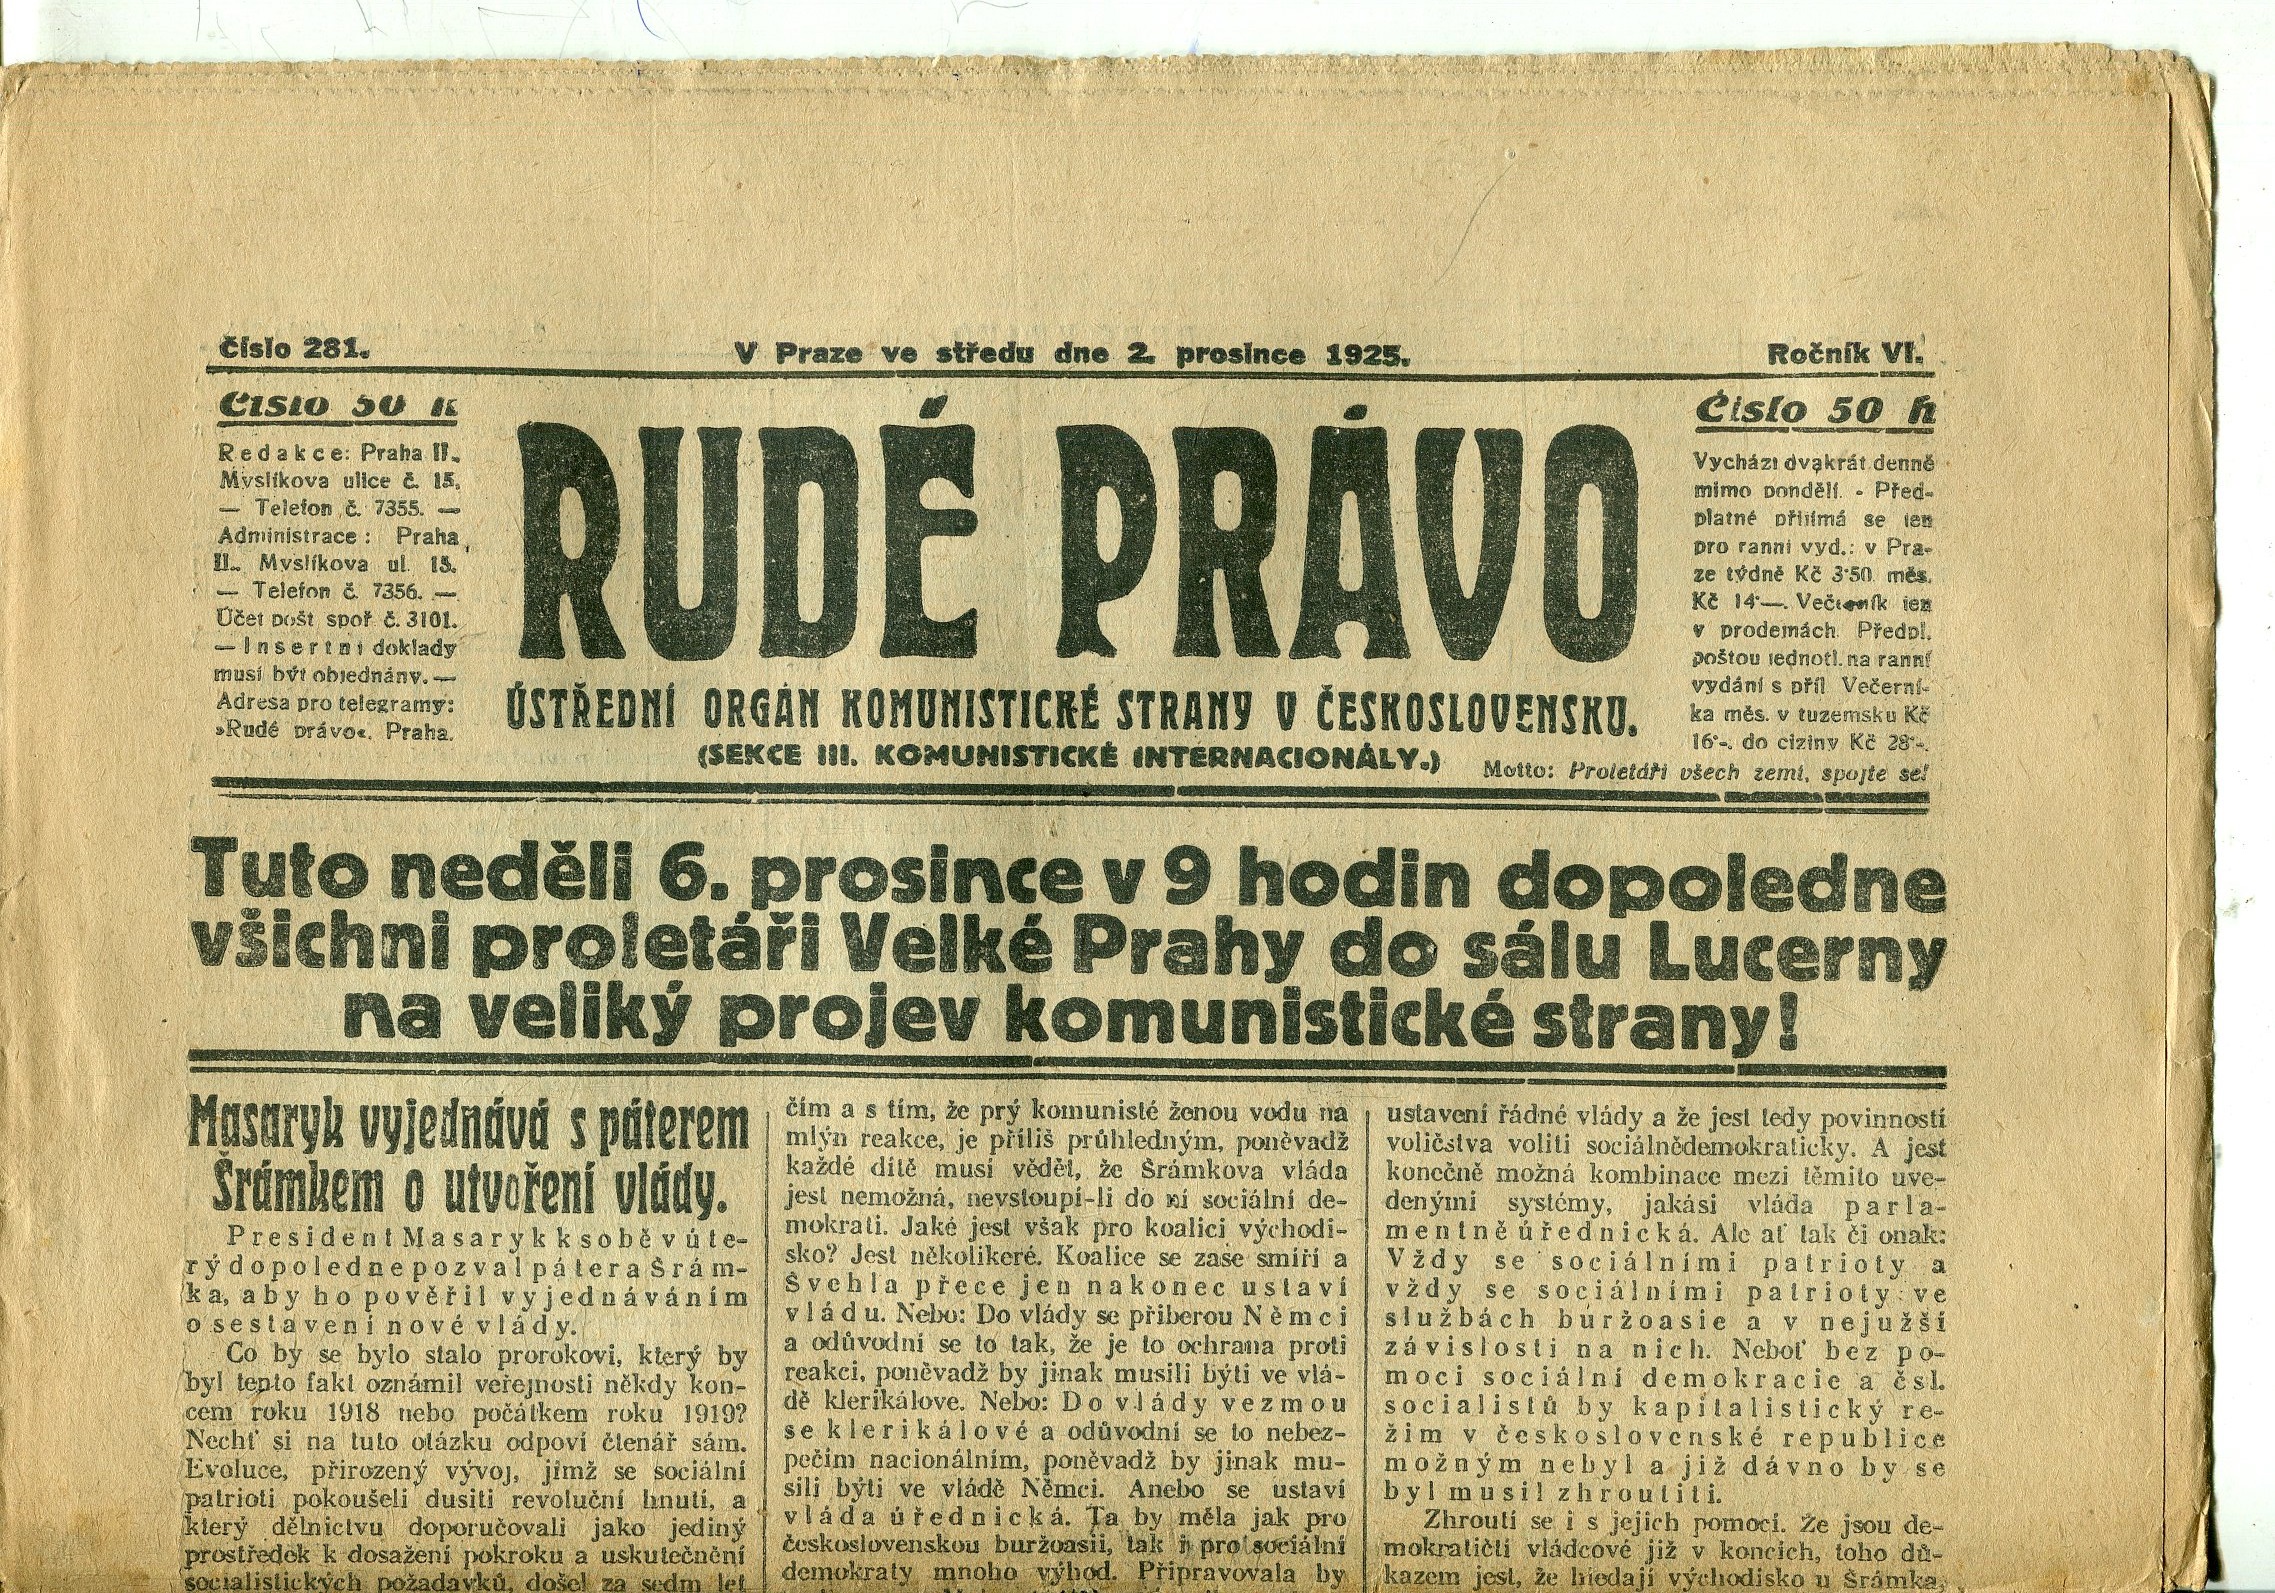 Číslo 281.
V Praze ve středu dne 2. prosince 1925.
Ročník VI.
Číslo 50 h
Redakce: Praha II.,
Myslíkova ulice č. 15.
— Telefon č. 7355. —
Administrace: Praha
II., Myslíkova ul. 15.
— Telefon č. 7356. —
Účet pošt spoř č. 3101.
— Insertní doklady
musí být objednány. —
Adresa pro telegramy:
»Rudé právo«, Praha.
RUDÉ PRÁVO
ÚSTŘEDNÍ ORGÁN KOMUNISTICKÉ STRANY V ČESKOSLOVENSKU.
(SEKCE III. KOMUNISTICKÉ INTERNACIONÁLY.)
Motto: Proletáři všech zemí, spojte se!
Číslo 50 h
Vychází dvakrát denně
mimo pondělí. - Před-
platné přijímá se jen
pro ranní vyd.: v Pra-
ze týdně Kč 3·50 měs.
Kč 14·—. Večerník jen
v prodejnách Předpl.
poštou jednotl. na ranní
vydání s příl Večerní-
ka měs. v tuzemsku Kč
16·-, do ciziny Kč 28·-.
Tuto neděli 6. prosince v 9 hodin dopoledne
všichni proletáři Velké Prahy do sálu Lucerny
na veliký projev komunistické strany!
Masaryk vyjednává s páterem
Šrámkem o utvoření vlády.
President Masaryk k sobě v úte-
rý dopoledne pozval pátera Šrám-
ka, aby ho pověřil vyjednáváním
o sestavení nové vlády.
Co by se bylo stalo prorokovi, který by
byl tento fakt oznámil veřejnosti někdy kon-
cem roku 1918 nebo počátkem roku 1919?
Nechť si na tuto otázku odpoví čtenář sám.
Evoluce, přirozený vývoj, jímž se sociální
patrioti pokoušeli dusiti revoluční hnutí, a
který dělnictvu doporučovali jako jediný
prostředek k dosažení pokroku a uskutečnění
socialistických požadavků, došel za sedm let
čím a s tím, že prý komunisté ženou vodu na
mlýn reakce, je příliš průhledným, poněvadž
každé dítě musí vědět, že Šrámkova vláda
jest nemožná, nevstoupí-li do ní sociální de-
mokrati. Jaké jest však pro koalici východi-
sko? Jest několikeré. Koalice se zase smíří a
Švehla přece jen nakonec ustaví
vládu. Nebo: Do vlády se přiberou Němci
a odůvodní se to tak, že je to ochrana proti
reakci, poněvadž by jinak musili býti ve vlá-
dě klerikálove. Nebo: Do vlády vezmou
se klerikálové a odůvodní se to nebez-
pečím nacionálním, poněvadž by jinak mu-
sili býti ve vládě Němci. Anebo se ustaví
vláda úřednická. Ta by měla jak pro
československou buržoasii, tak i pro sociální
demokraty mnoho výhod. Připravovala by
ustavení řádné vlády a že jest tedy povinností
voličstva voliti sociálnědemokraticky. A jest
konečně možná kombinace mezi těmito uve-
denými systémy, jakási vláda parla-
mentně úřednická. Ale ať tak či onak:
Vždy se sociálními patrioty a
vždy se sociálními patrioty ve
službách buržoasie a v nejužší
závislosti na nich. Neboť bez po-
moci sociální demokracie a čsl.
socialistů by kapitalistický re-
žim v československé republice
možným nebyl a již dávno by se
byl musil zhroutiti.
Zhroutí se i s jejich pomocí. Že jsou de-
mokratičtí vládcové již v koncích, toho dů-
kazem jest, že hledají východisko u Šrámka,